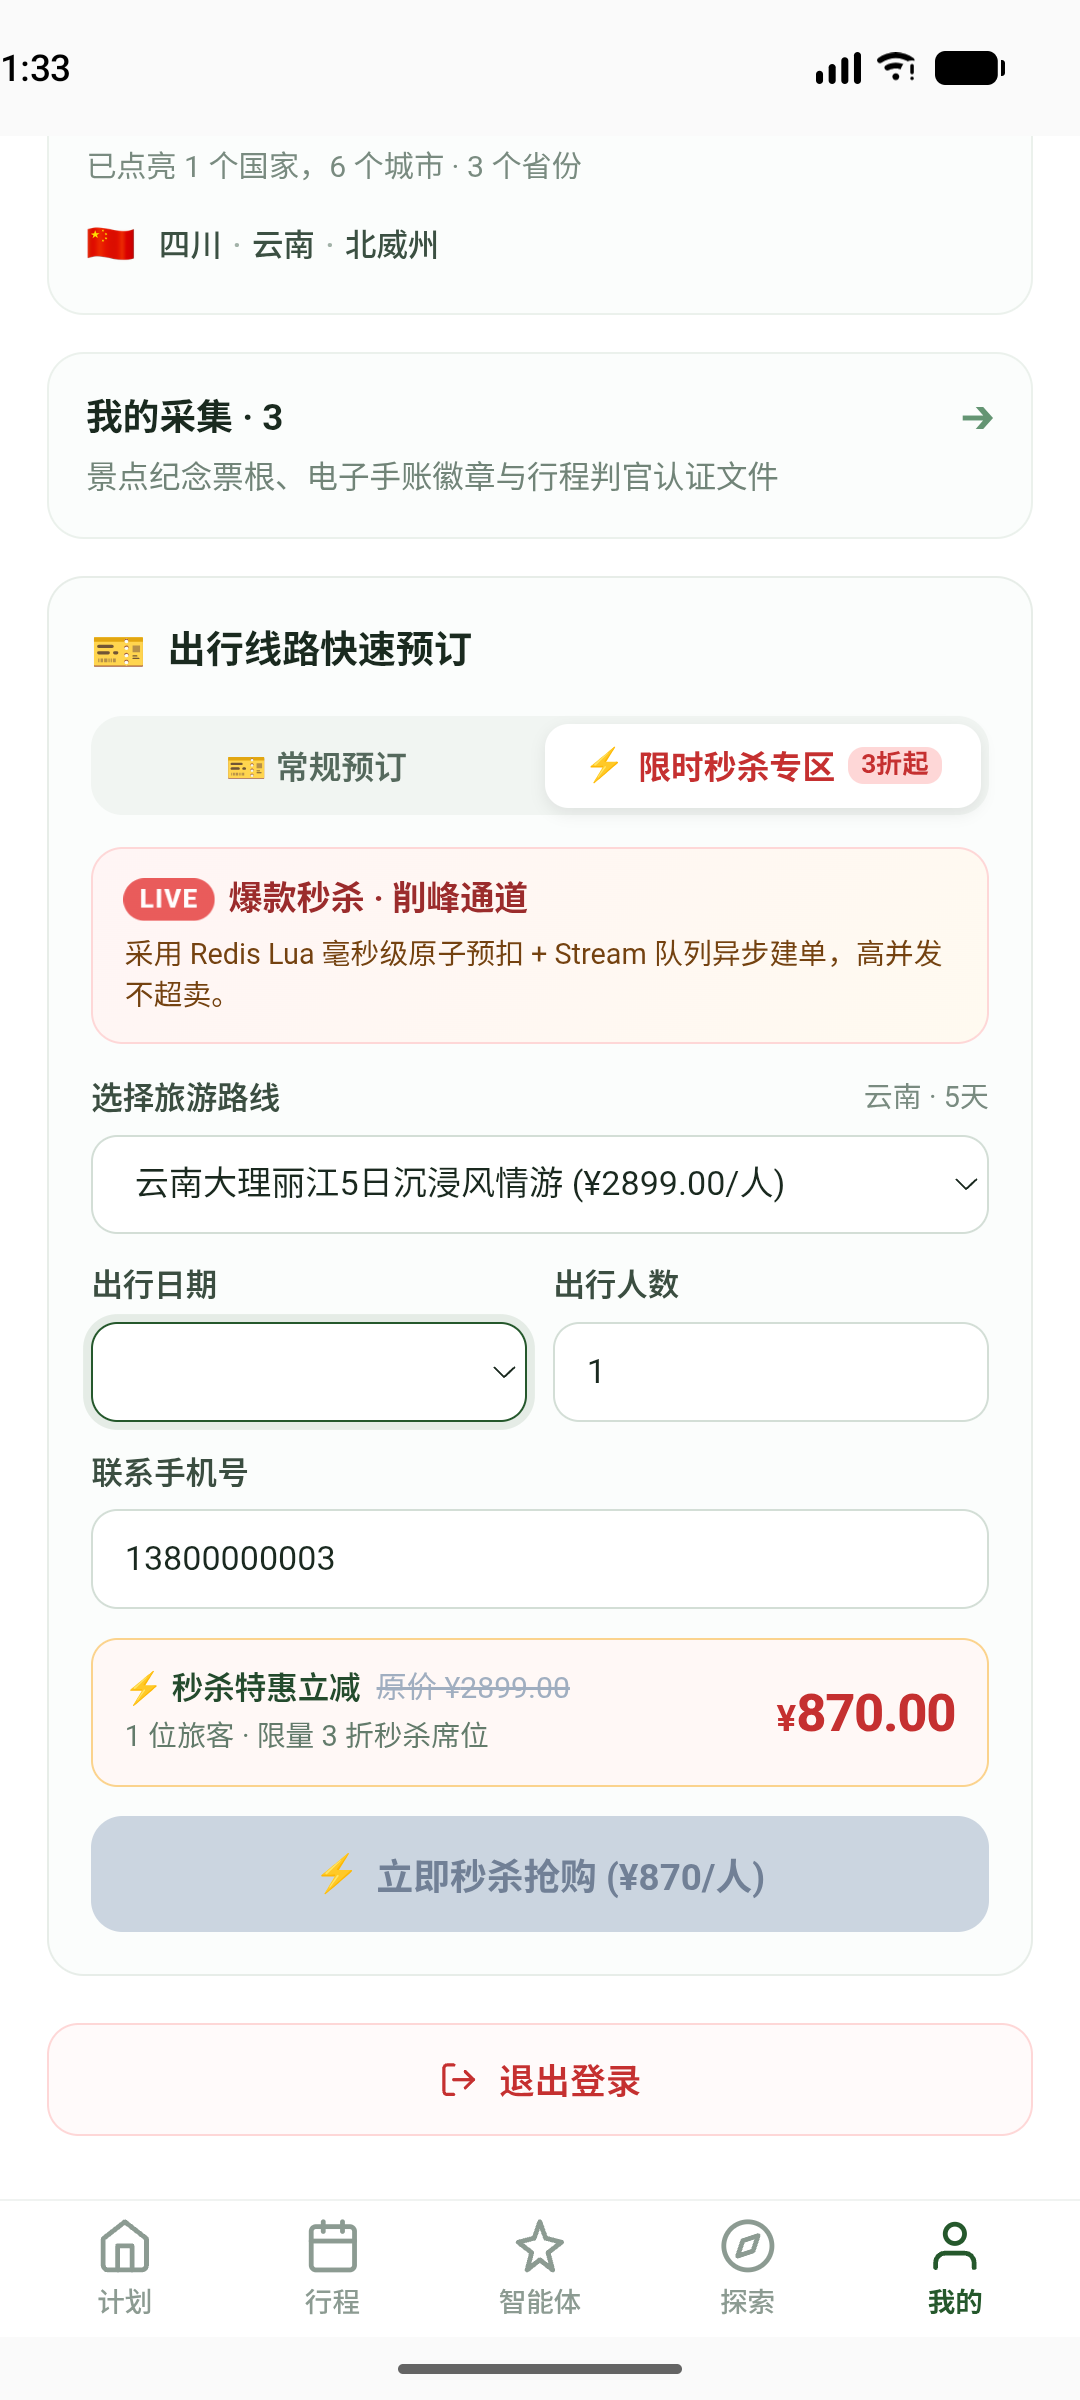 1:33
已点亮 1 个国家，6 个城市 · 3 个省份
四川 · 云南 · 北威州
我的采集 · 3
景点纪念票根、电子手账徽章与行程判官认证文件
出行线路快速预订
常规预订
限时秒杀专区 3折起
LIVE 爆款秒杀 · 削峰通道
采用 Redis Lua 毫秒级原子预扣 + Stream 队列异步建单，高并发
不超卖。
选择旅游路线 云南 · 5天
云南大理丽江5日沉浸风情游 (¥2899.00/人)
出行日期 出行人数
1
联系手机号
13800000003
秒杀特惠立减 原价 ¥2899.00
1 位旅客 · 限量 3 折秒杀席位
¥870.00
立即秒杀抢购 (¥870/人)
退出登录
计划 行程 智能体 探索 我的